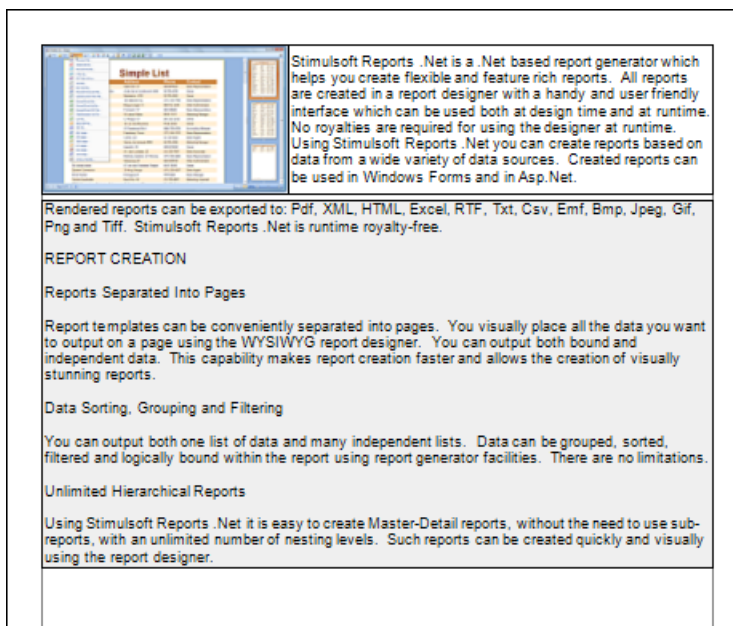 Simple List
Stimulsoft Reports .Net is a .Net based report generator which
helps you create flexible and feature rich reports. All reports
are created in a report designer with a handy and user friendly
interface which can be used both at design time and at runtime.
No royalties are required for using the designer at runtime.
Using Stimulsoft Reports .Net you can create reports based on
data from a wide variety of data sources. Created reports can
be used in Windows Forms and in Asp.Net.
Rendered reports can be exported to: Pdf, XML, HTML, Excel, RTF, Txt, Csv, Emf, Bmp, Jpeg, Gif,
Png and Tiff. Stimulsoft Reports .Net is runtime royalty-free.
REPORT CREATION
Reports Separated Into Pages
Report templates can be conveniently separated into pages. You visually place all the data you want
to output on a page using the WYSIWYG report designer. You can output both bound and
independent data. This capability makes report creation faster and allows the creation of visually
stunning reports.
Data Sorting, Grouping and Filtering
You can output both one list of data and many independent lists. Data can be grouped, sorted,
filtered and logically bound within the report using report generator facilities. There are no limitations.
Unlimited Hierarchical Reports
Using Stimulsoft Reports .Net it is easy to create Master-Detail reports, without the need to use sub-
reports, with an unlimited number of nesting levels. Such reports can be created quickly and visually
using the report designer.